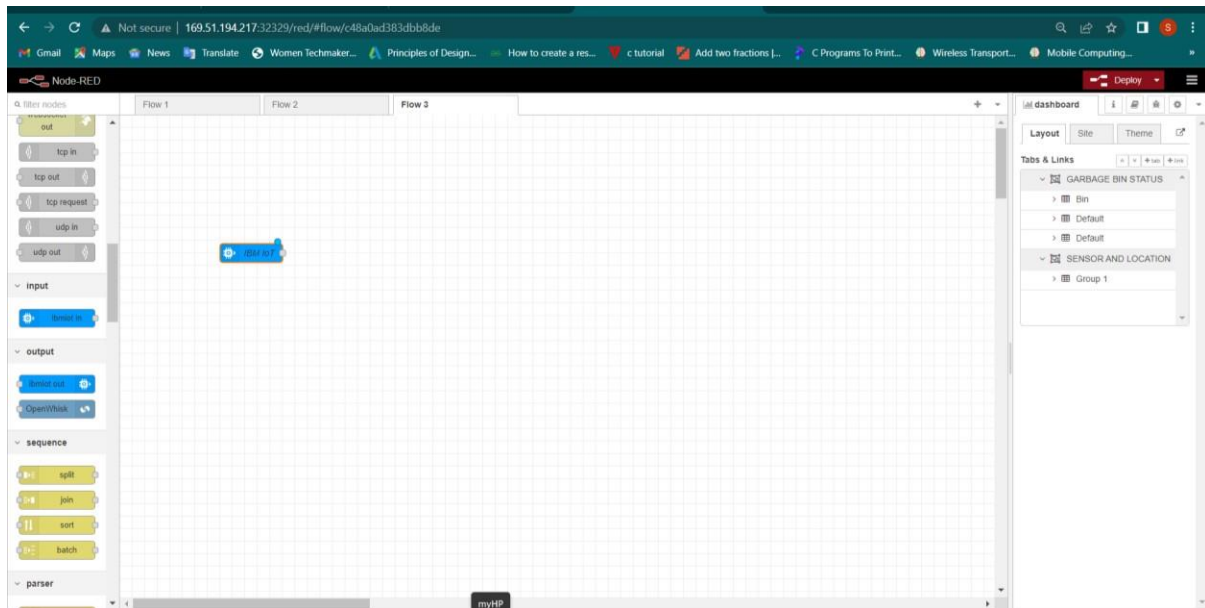 Not secure | 169.51.194.217:32329/red/#flow/c48a0ad383dbb8de
S
Gmail Maps News Translate Women Techmaker... Principles of Design... How to create a res... c tutorial Add two fractions |... C Programs To Print... Wireless Transport... Mobile Computing... »
Node-RED
Deploy
filter nodes
Flow 1 Flow 2 Flow 3
dashboard
websocket
out
tcp in
tcp out
tcp request
udp in
udp out
input
ibmiot in
output
ibmiot out
OpenWhisk
sequence
split
join
sort
batch
parser
IBM IoT
Layout Site Theme
Tabs & Links
+ tab + link
GARBAGE BIN STATUS
Bin
Default
Default
SENSOR AND LOCATION
Group 1
myHP